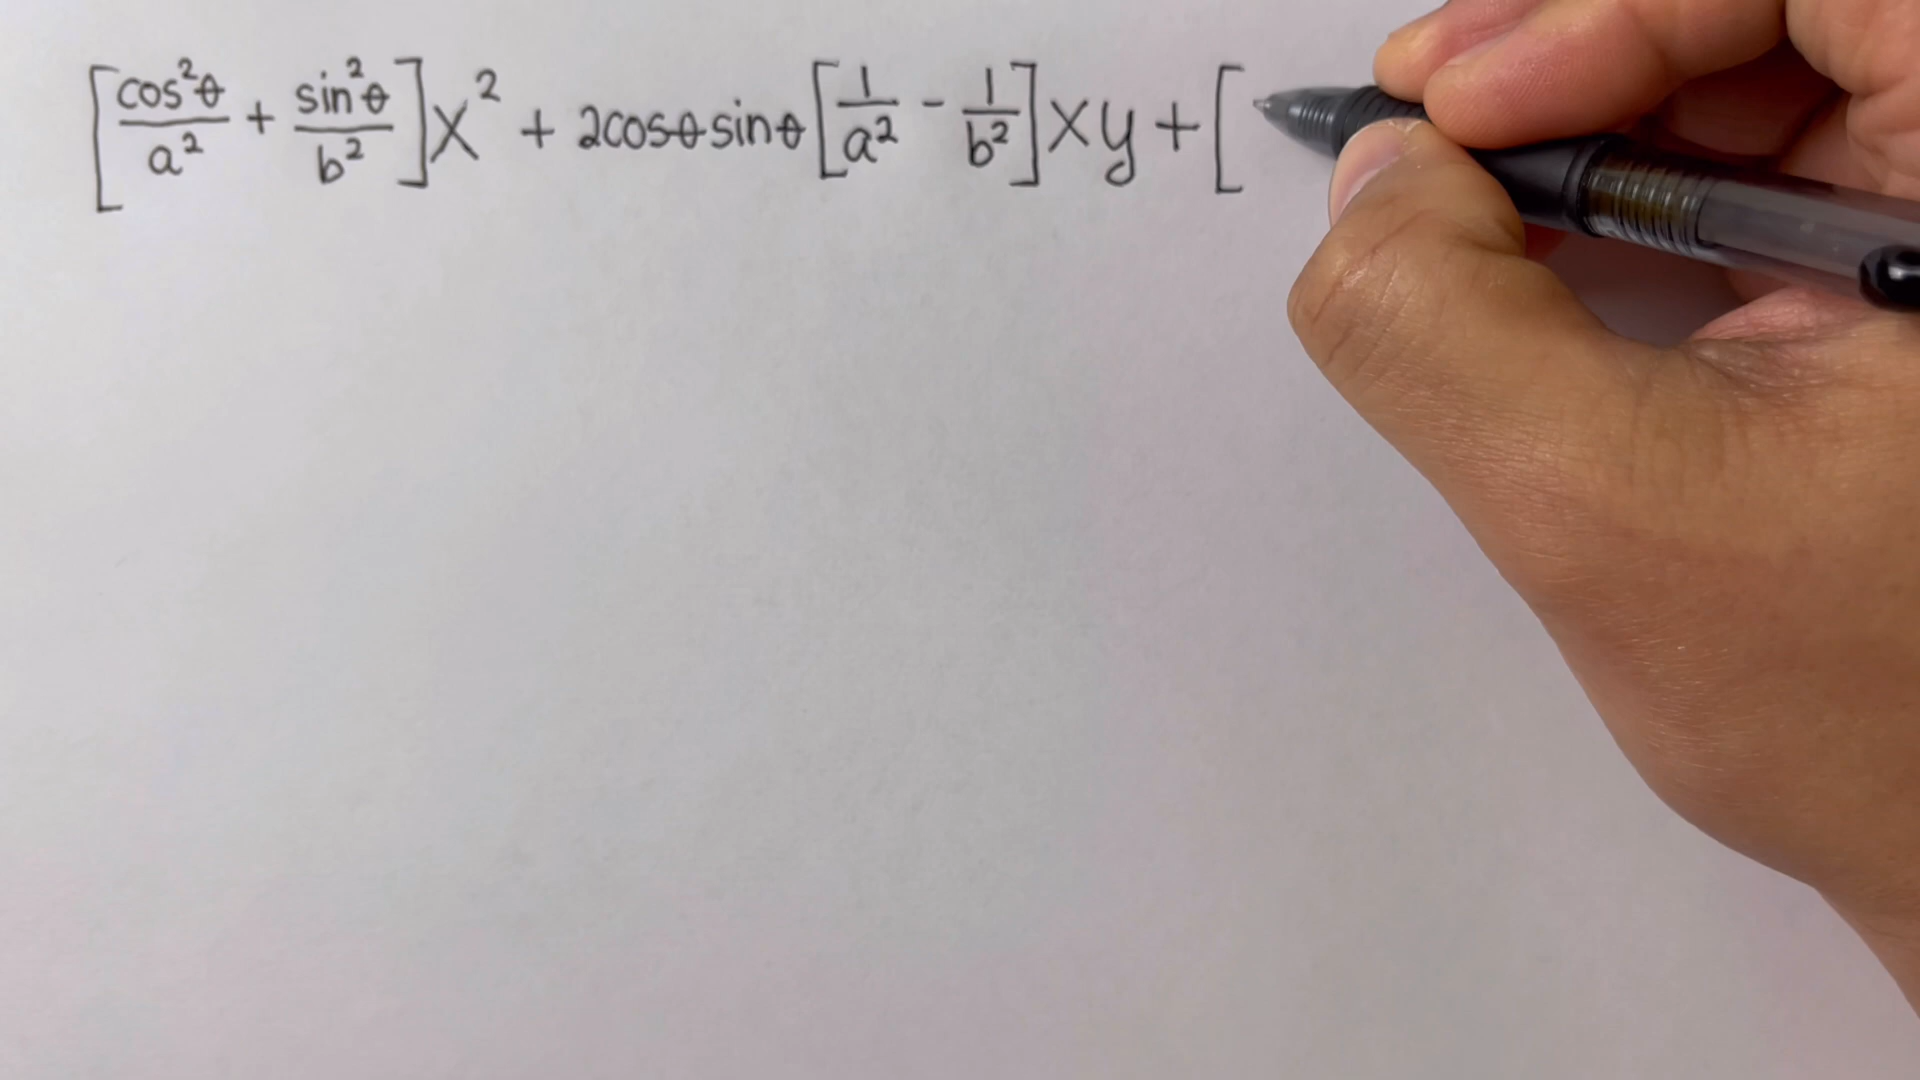 [cos²θ/a² + sin²θ/b²]x² + 2cosθsinθ[1/a² - 1/b²]xy + [